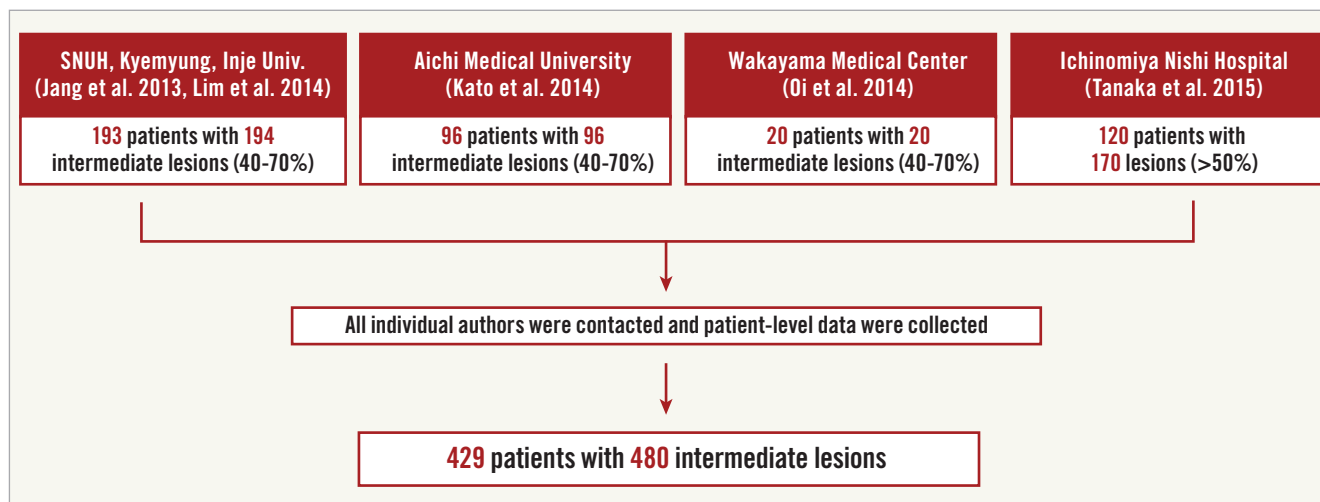 SNUH, Kyemyung, Inje Univ.
(Jang et al. 2013, Lim et al. 2014)
193 patients with 194
intermediate lesions (40-70%)
Aichi Medical University
(Kato et al. 2014)
96 patients with 96
intermediate lesions (40-70%)
Wakayama Medical Center
(Oi et al. 2014)
20 patients with 20
intermediate lesions (40-70%)
Ichinomiya Nishi Hospital
(Tanaka et al. 2015)
120 patients with
170 lesions (>50%)
All individual authors were contacted and patient-level data were collected
429 patients with 480 intermediate lesions